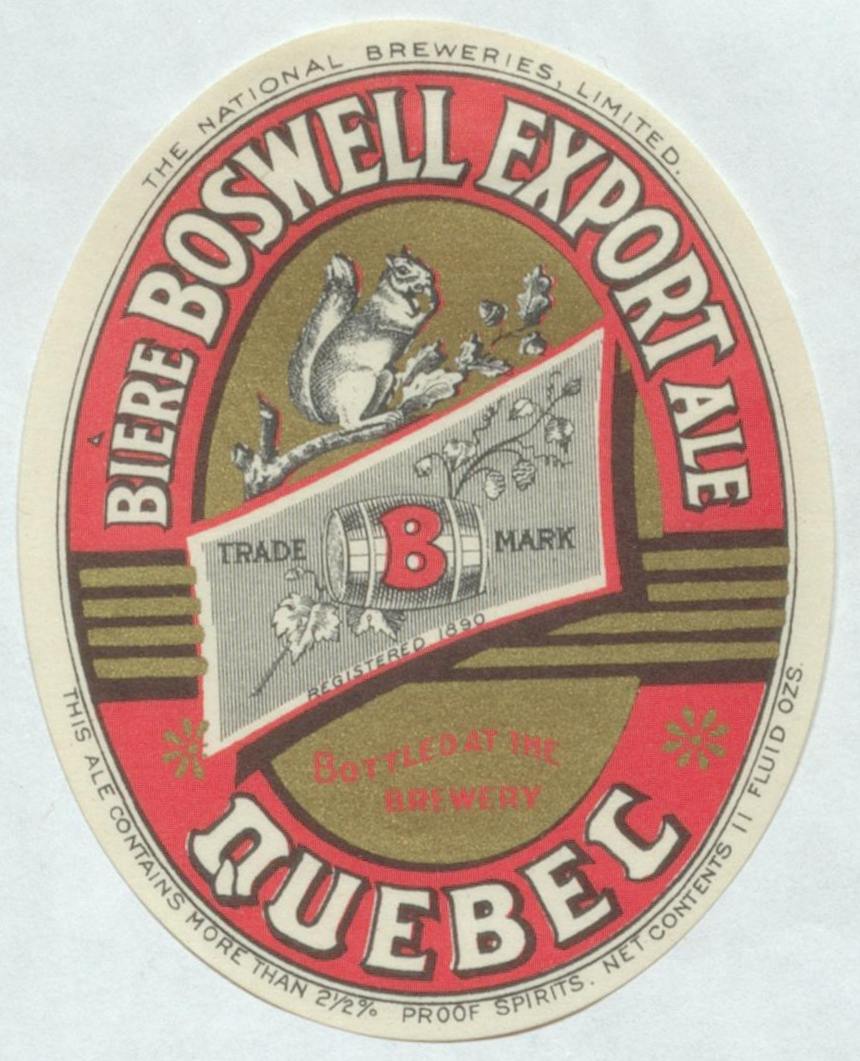 THE NATIONAL BREWERIES, LIMITED.
BIÈRE BOSWELL EXPORT ALE
TRADE B MARK
REGISTERED 1890
BOTTLED AT THE
BREWERY
QUEBEC
THIS ALE CONTAINS MORE THAN 2½% PROOF SPIRITS. NET CONTENTS 11 FLUID OZS.